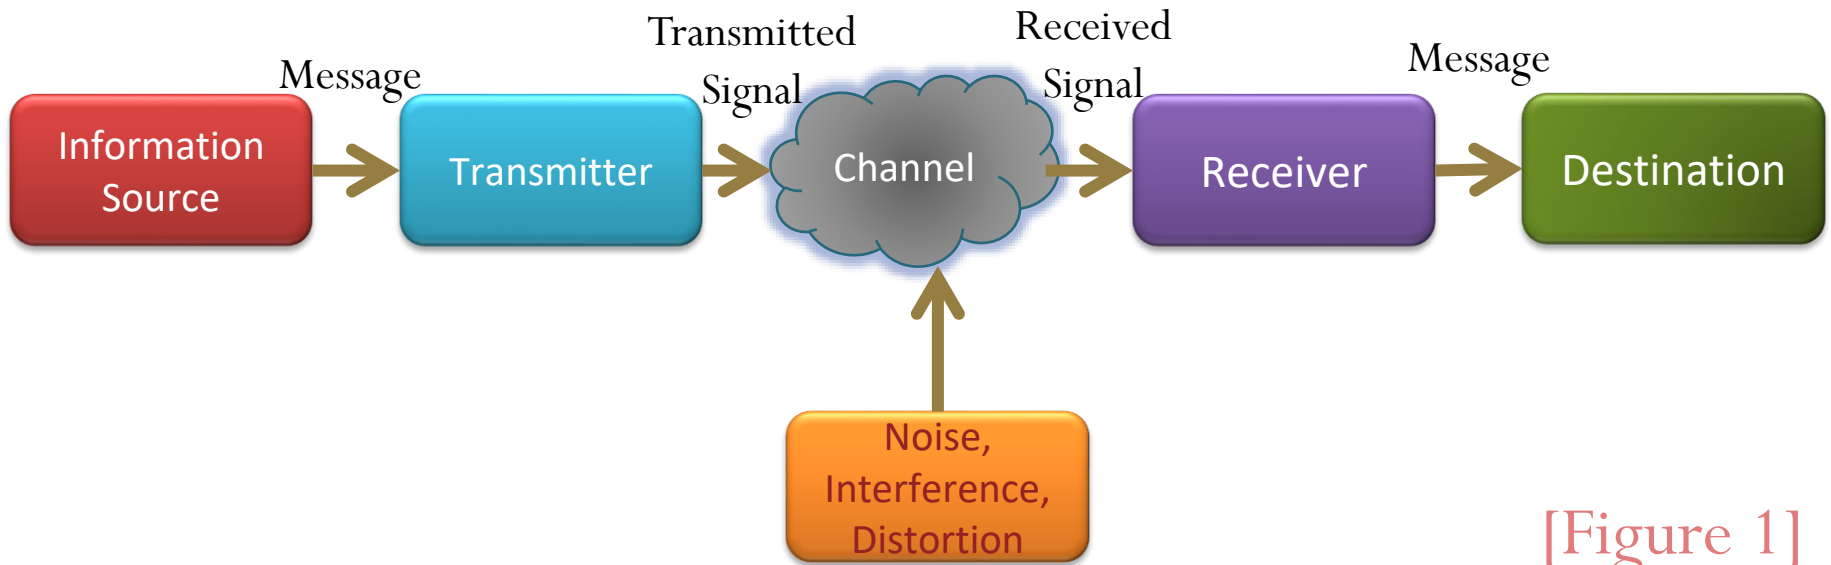 Message
Transmitted
Signal
Received
Signal
Message
Information
Source
Transmitter
Channel
Receiver
Destination
Noise,
Interference,
Distortion
[Figure 1]